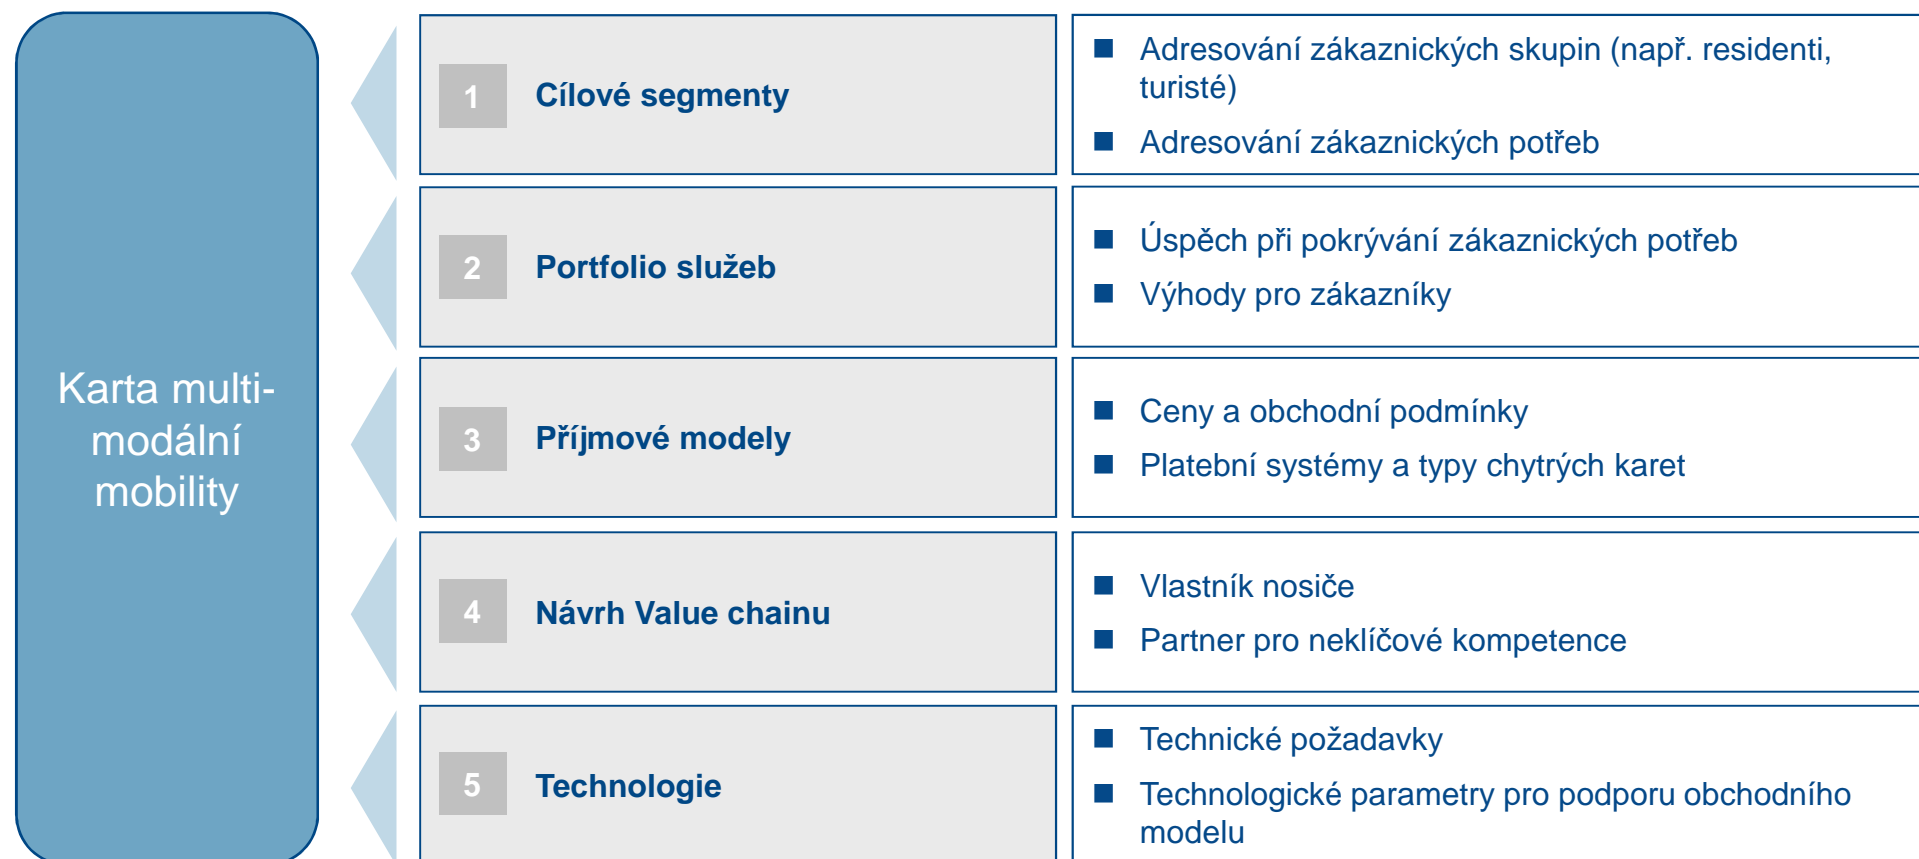 Karta multi-
modální
mobility
1
Cílové segmenty
Adresování zákaznických skupin (např. residenti,
turisté)
Adresování zákaznických potřeb
2
Portfolio služeb
Úspěch při pokrývání zákaznických potřeb
Výhody pro zákazníky
3
Příjmové modely
Ceny a obchodní podmínky
Platební systémy a typy chytrých karet
4
Návrh Value chainu
Vlastník nosiče
Partner pro neklíčové kompetence
5
Technologie
Technické požadavky
Technologické parametry pro podporu obchodního
modelu